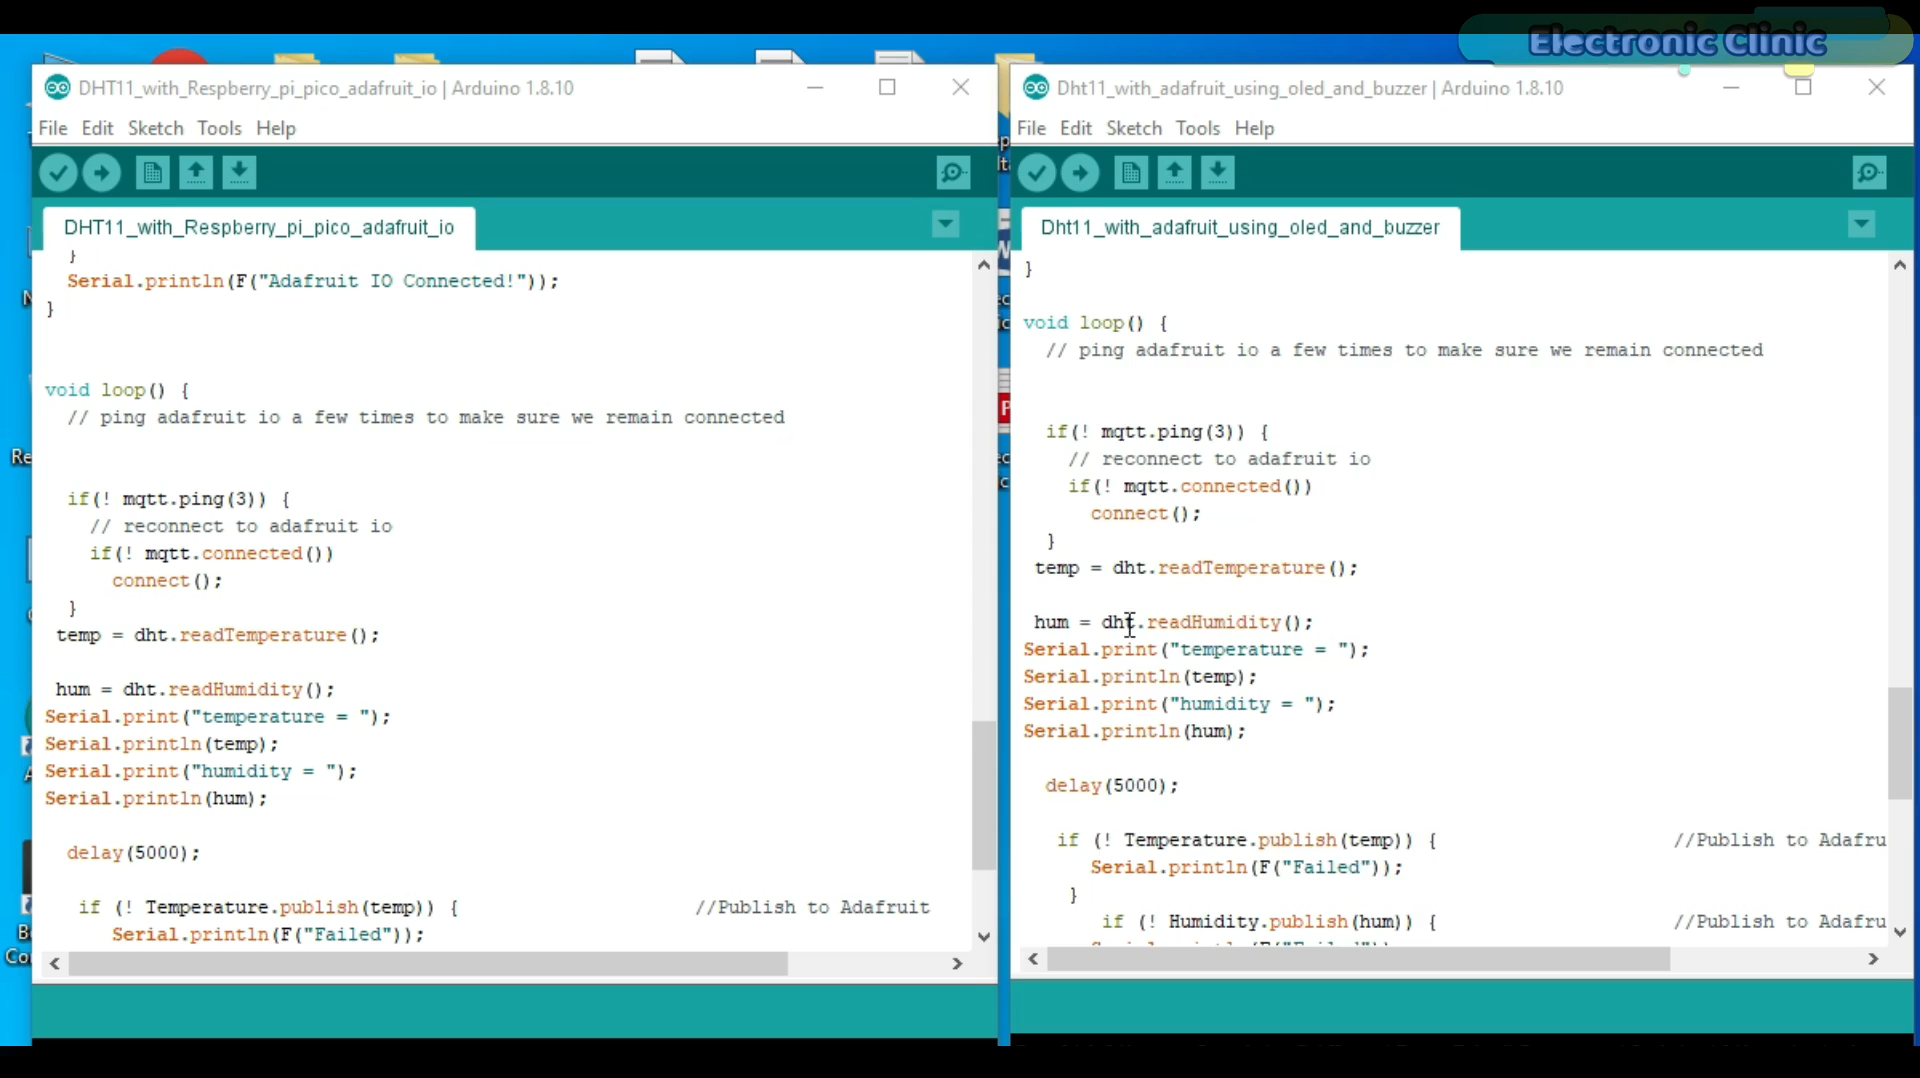 Electronic Clinic
DHT11_with_Respberry_pi_pico_adafruit_io | Arduino 1.8.10
File Edit Sketch Tools Help
DHT11_with_Respberry_pi_pico_adafruit_io
}
Serial.println(F("Adafruit IO Connected!"));
}
void loop() {
// ping adafruit io a few times to make sure we remain connected
if(! mqtt.ping(3)) {
// reconnect to adafruit io
if(! mqtt.connected())
connect();
}
temp = dht.readTemperature();
hum = dht.readHumidity();
Serial.print("temperature = ");
Serial.println(temp);
Serial.print("humidity = ");
Serial.println(hum);
delay(5000);
if (! Temperature.publish(temp)) { //Publish to Adafruit
Serial.println(F("Failed"));
Dht11_with_adafruit_using_oled_and_buzzer | Arduino 1.8.10
File Edit Sketch Tools Help
Dht11_with_adafruit_using_oled_and_buzzer
}
void loop() {
// ping adafruit io a few times to make sure we remain connected
if(! mqtt.ping(3)) {
// reconnect to adafruit io
if(! mqtt.connected())
connect();
}
temp = dht.readTemperature();
hum = dht.readHumidity();
Serial.print("temperature = ");
Serial.println(temp);
Serial.print("humidity = ");
Serial.println(hum);
delay(5000);
if (! Temperature.publish(temp)) { //Publish to Adafru
Serial.println(F("Failed"));
}
if (! Humidity.publish(hum)) { //Publish to Adafru